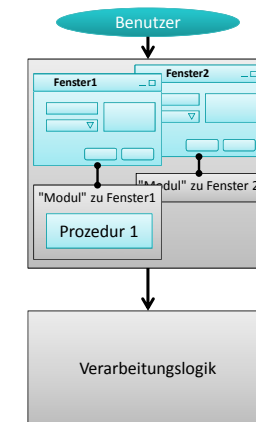 Benutzer
Fenster1
Fenster2
"Modul" zu Fenster1
"Modul" zu Fenster 2
Prozedur 1
Verarbeitungslogik